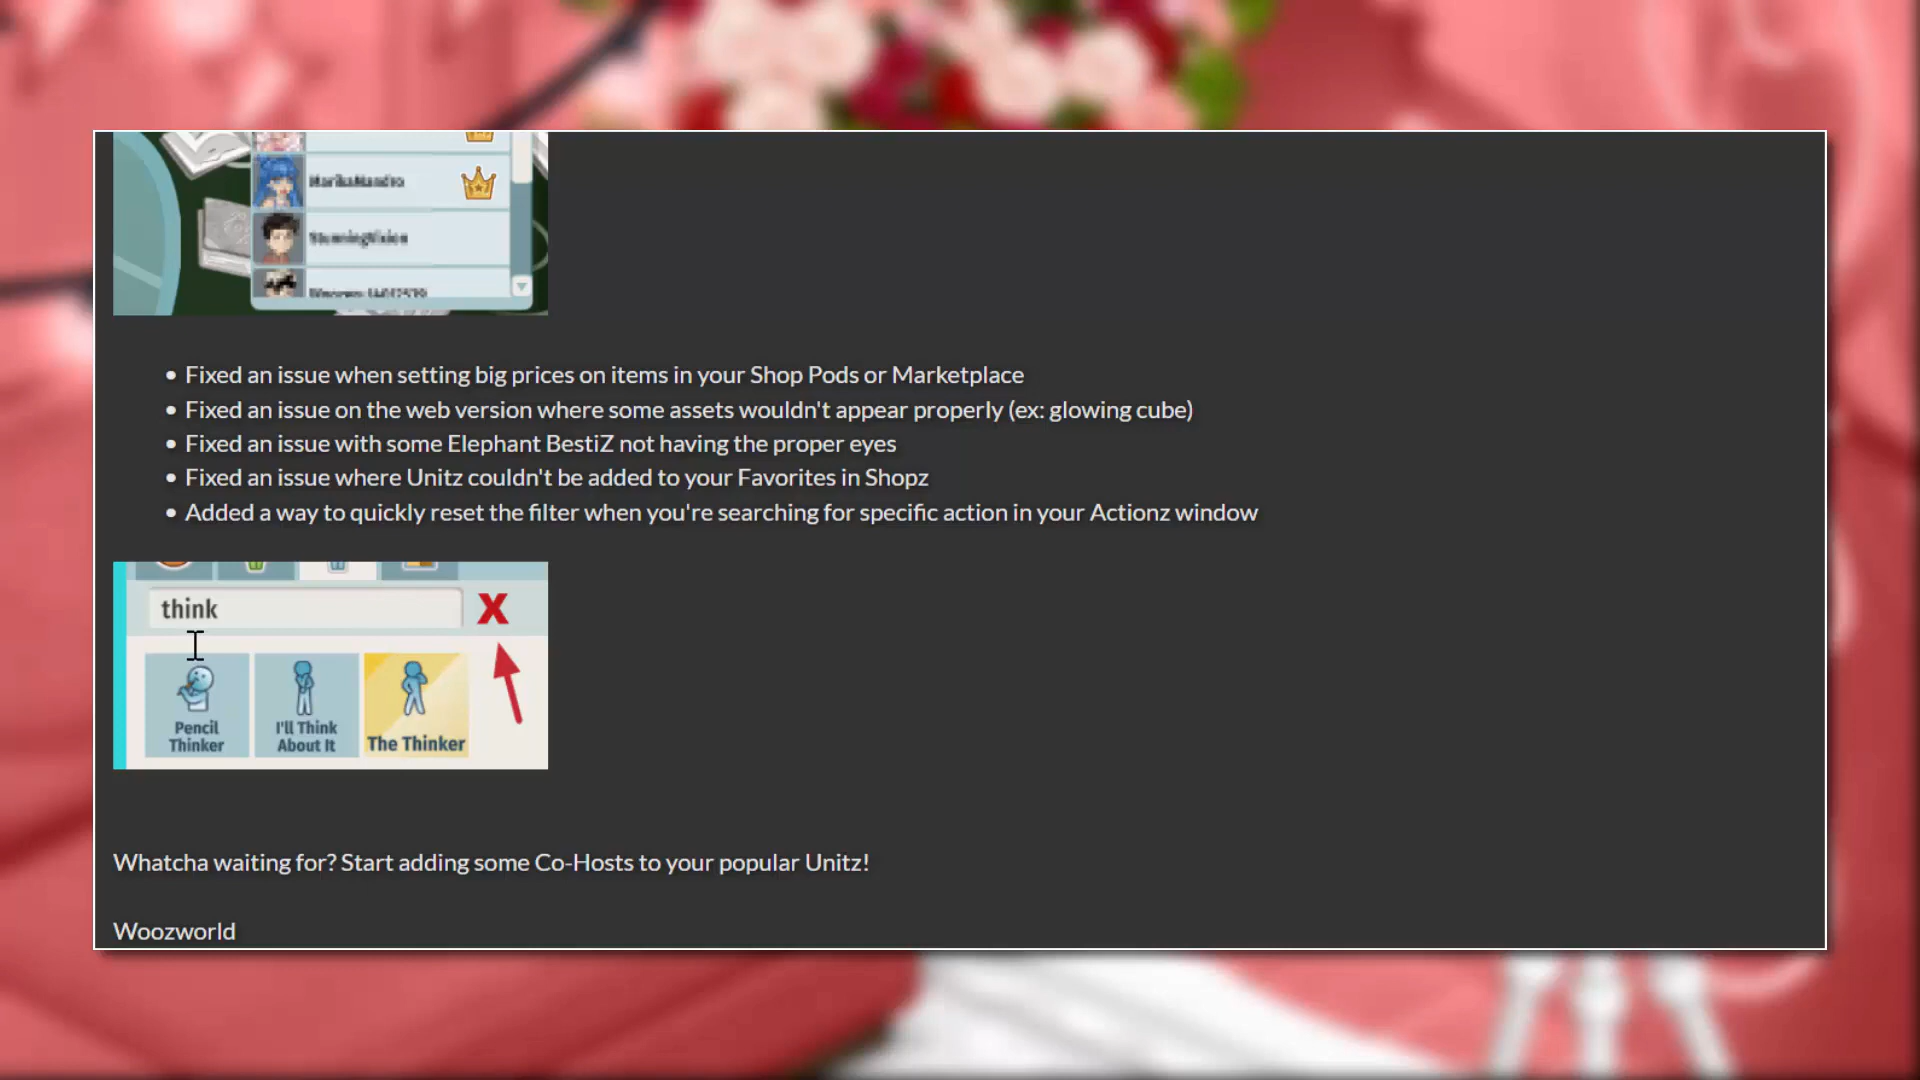 • Fixed an issue when setting big prices on items in your Shop Pods or Marketplace
• Fixed an issue on the web version where some assets wouldn't appear properly (ex: glowing cube)
• Fixed an issue with some Elephant BestiZ not having the proper eyes
• Fixed an issue where Unitz couldn't be added to your Favorites in Shopz
• Added a way to quickly reset the filter when you're searching for specific action in your Actionz window
think
X
Pencil
Thinker
I'll Think
About It
The Thinker
Whatcha waiting for? Start adding some Co-Hosts to your popular Unitz!
Woozworld